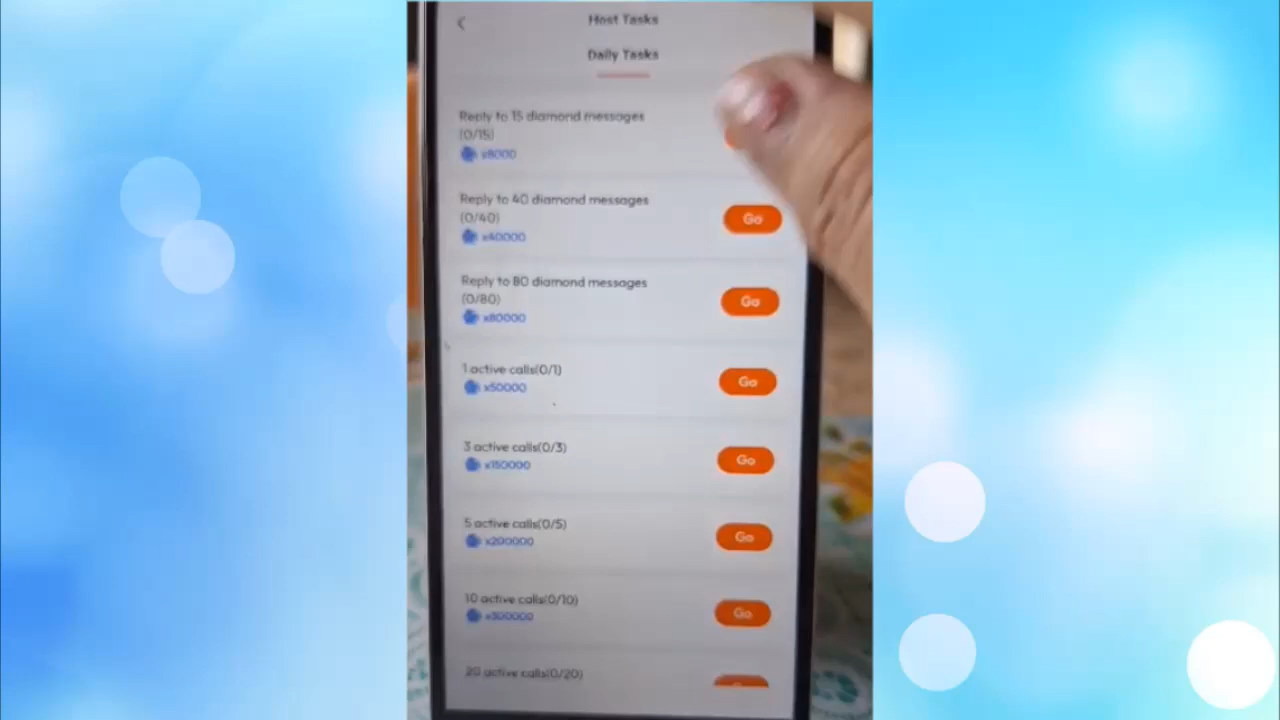 Host Tasks
Daily Tasks
Reply to 15 diamond messages
(0/15)
x8000
Reply to 40 diamond messages
(0/40)
Go
x40000
Reply to 80 diamond messages
(0/80)
Go
x80000
1 active calls(0/1)
Go
x50000
3 active calls(0/3)
Go
x150000
5 active calls(0/5)
Go
x200000
10 active calls(0/10)
Go
x300000
20 active calls(0/20)